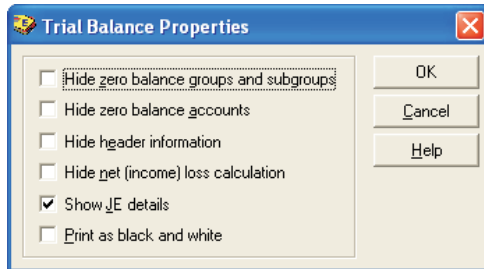 Trial Balance Properties
Hide zero balance groups and subgroups
Hide zero balance accounts
Hide header information
Hide net (income) loss calculation
Show JE details
Print as black and white
OK
Cancel
Help